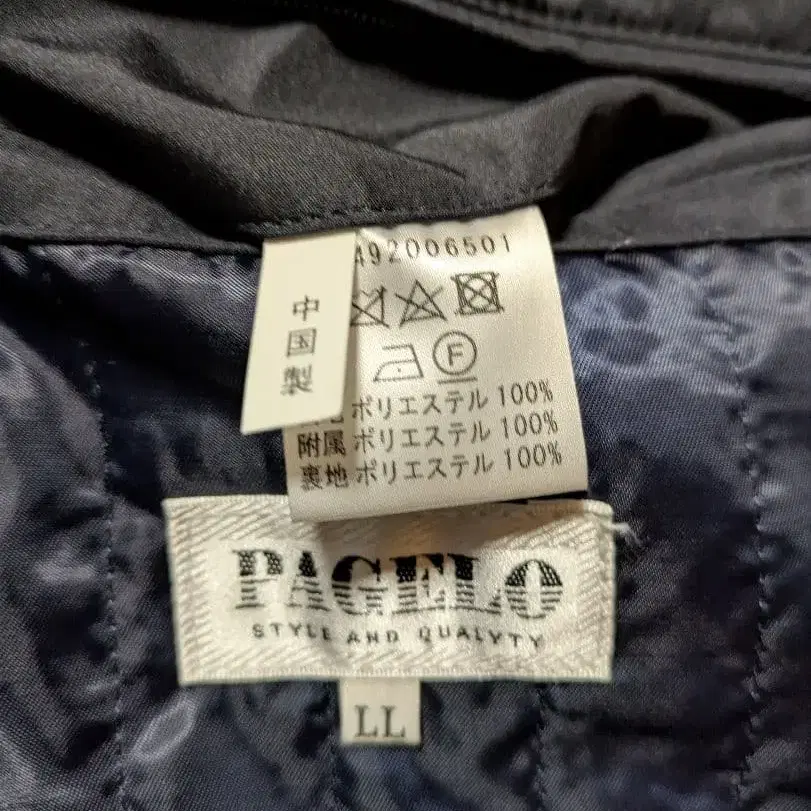 A92006501
中国製
F
ポリエステル 100%
附属 ポリエステル 100%
裏地 ポリエステル 100%
PAGELO
STYLE AND QUALYTY
LL